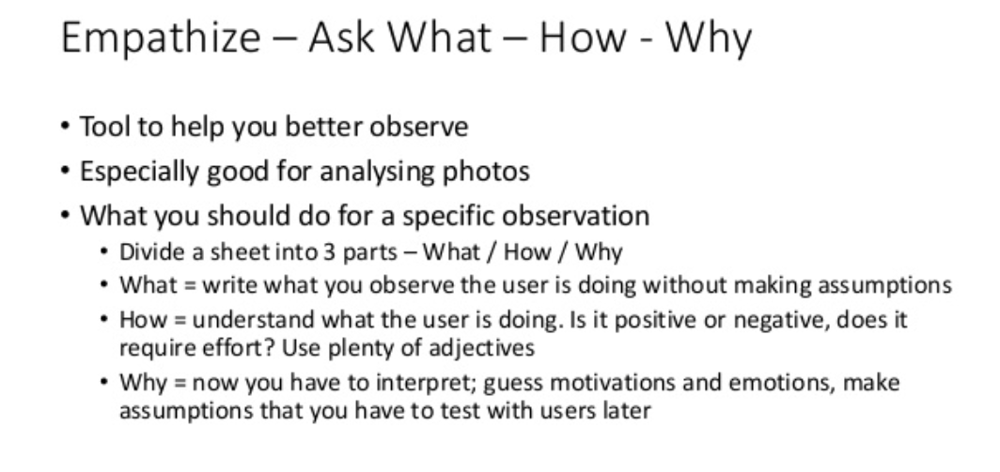 Empathize – Ask What – How - Why
• Tool to help you better observe
• Especially good for analysing photos
• What you should do for a specific observation
• Divide a sheet into 3 parts – What / How / Why
• What = write what you observe the user is doing without making assumptions
• How = understand what the user is doing. Is it positive or negative, does it
require effort? Use plenty of adjectives
• Why = now you have to interpret; guess motivations and emotions, make
assumptions that you have to test with users later